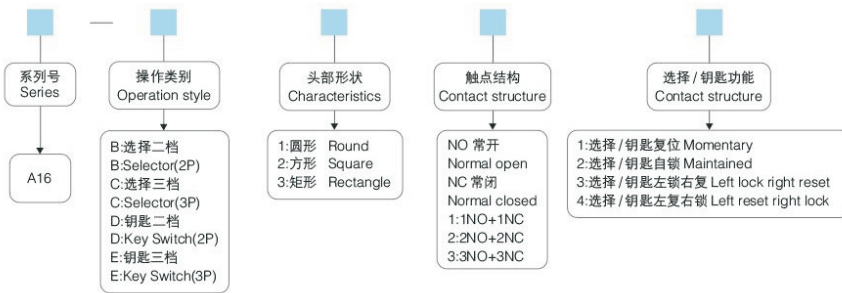 —
系列号
Series
A16
操作类别
Operation style
B:选择二档
B:Selector(2P)
C:选择三档
C:Selector(3P)
D:钥匙二档
D:Key Switch(2P)
E:钥匙三档
E:Key Switch(3P)
头部形状
Characteristics
1:圆形 Round
2:方形 Square
3:矩形 Rectangle
触点结构
Contact structure
NO 常开
Normal open
NC 常闭
Normal closed
1:1NO+1NC
2:2NO+2NC
3:3NO+3NC
选择/钥匙功能
Contact structure
1:选择/钥匙复位 Momentary
2:选择/钥匙自锁 Maintained
3:选择/钥匙左锁右复 Left lock right reset
4:选择/钥匙左复右锁 Left reset right lock